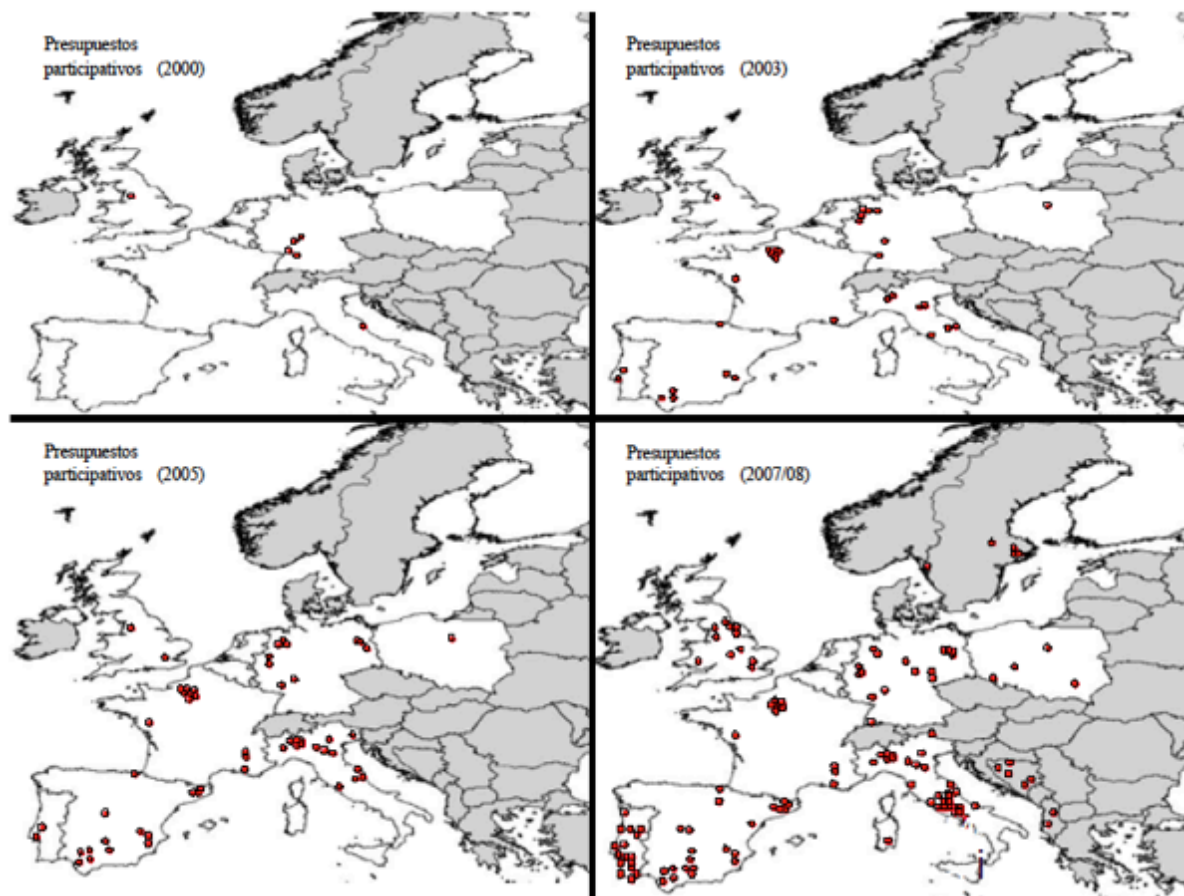 Presupuestos
participativos (2000)
Presupuestos
participativos (2003)
Presupuestos
participativos (2005)
Presupuestos
participativos (2007/08)